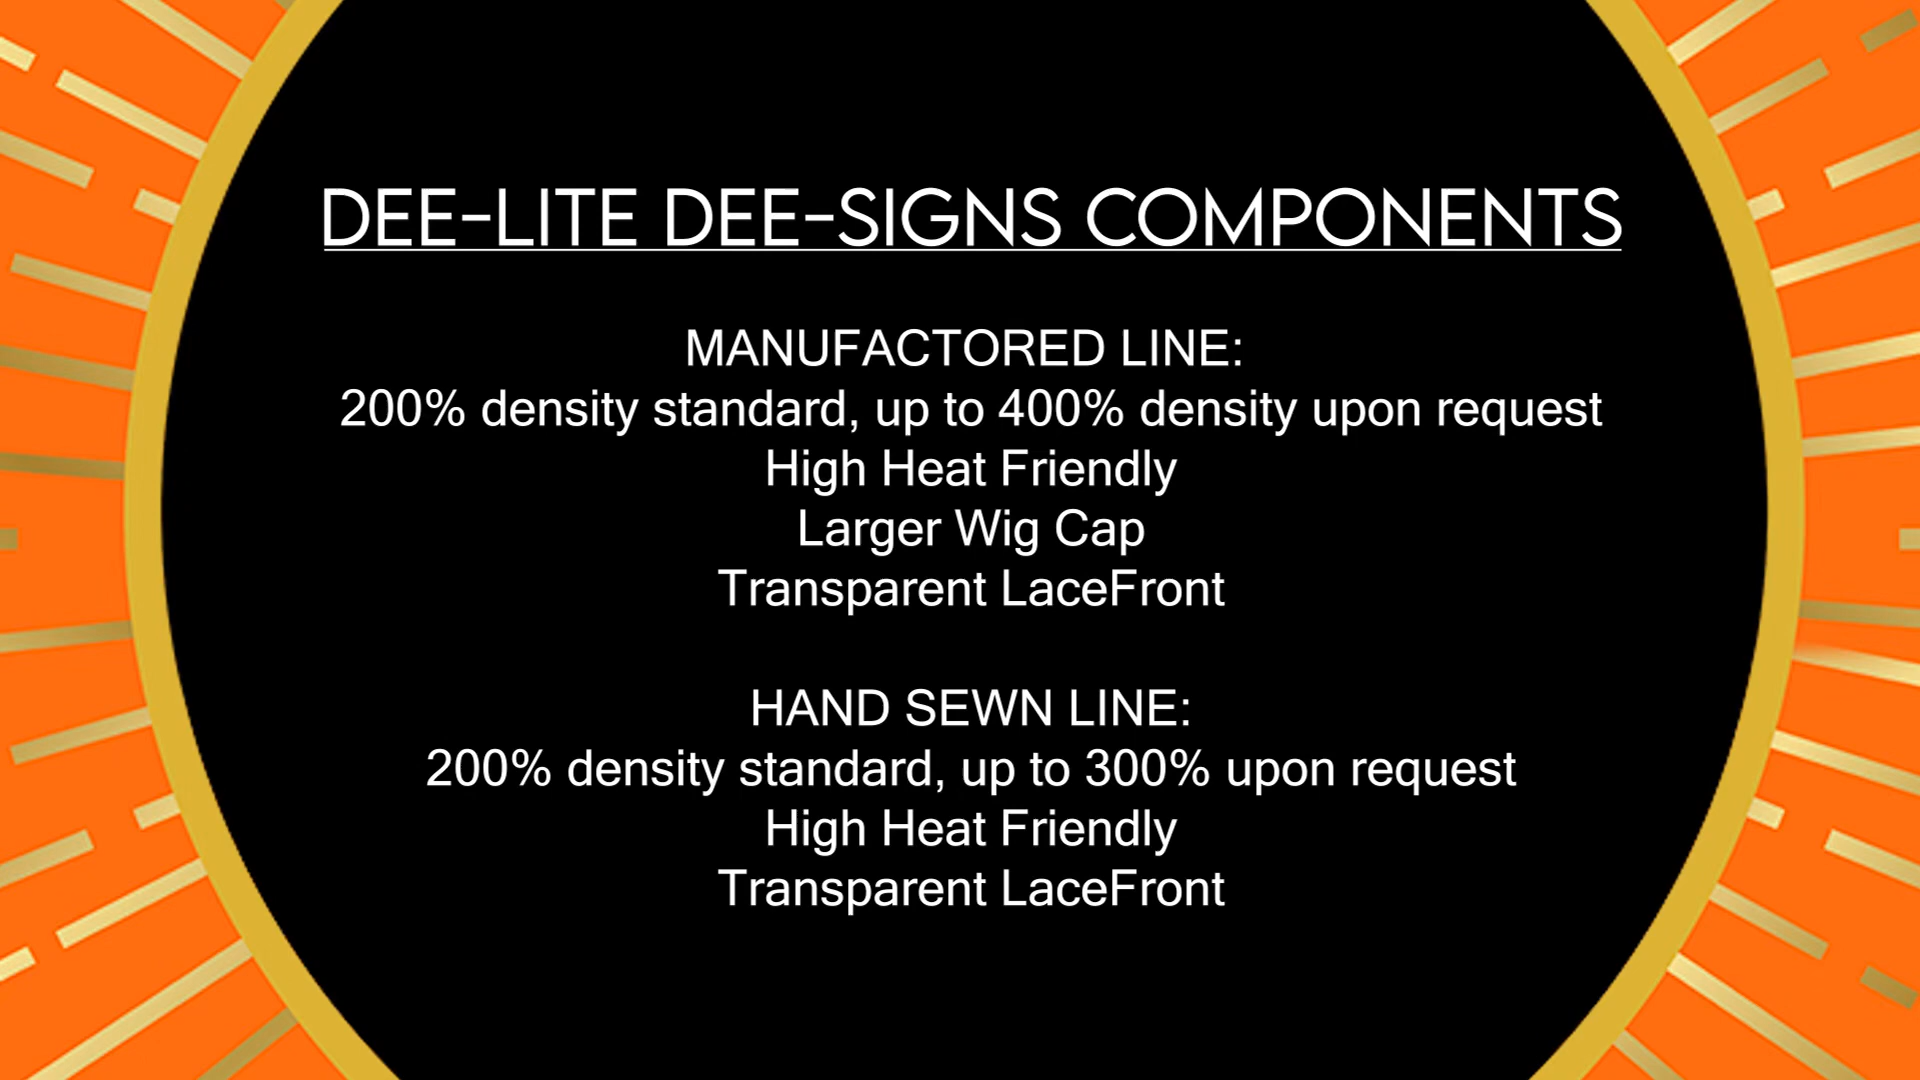 DEE-LITE DEE-SIGNS COMPONENTS
MANUFACTORED LINE:
200% density standard, up to 400% density upon request
High Heat Friendly
Larger Wig Cap
Transparent LaceFront
HAND SEWN LINE:
200% density standard, up to 300% upon request
High Heat Friendly
Transparent LaceFront